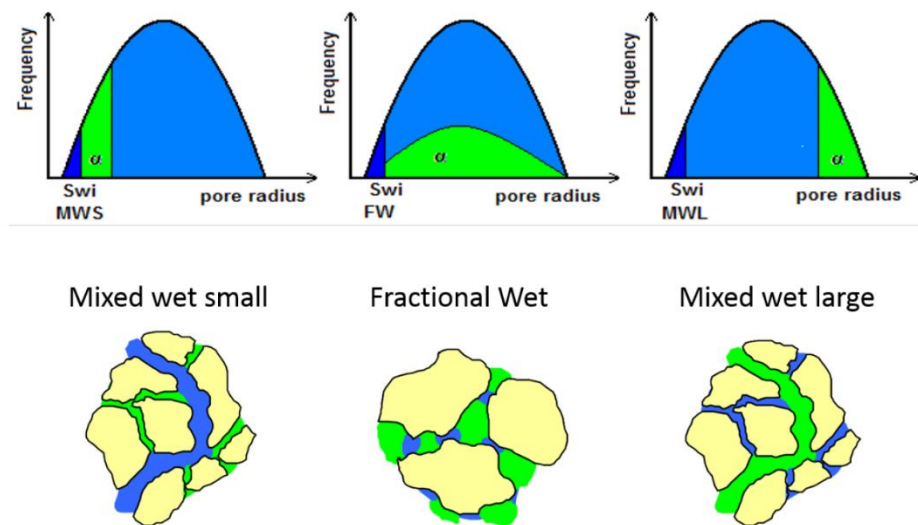 Frequency
α
Swi
pore radius
MWS
Frequency
α
Swi
pore radius
FW
Frequency
α
Swi
pore radius
MWL
Mixed wet small
Fractional Wet
Mixed wet large